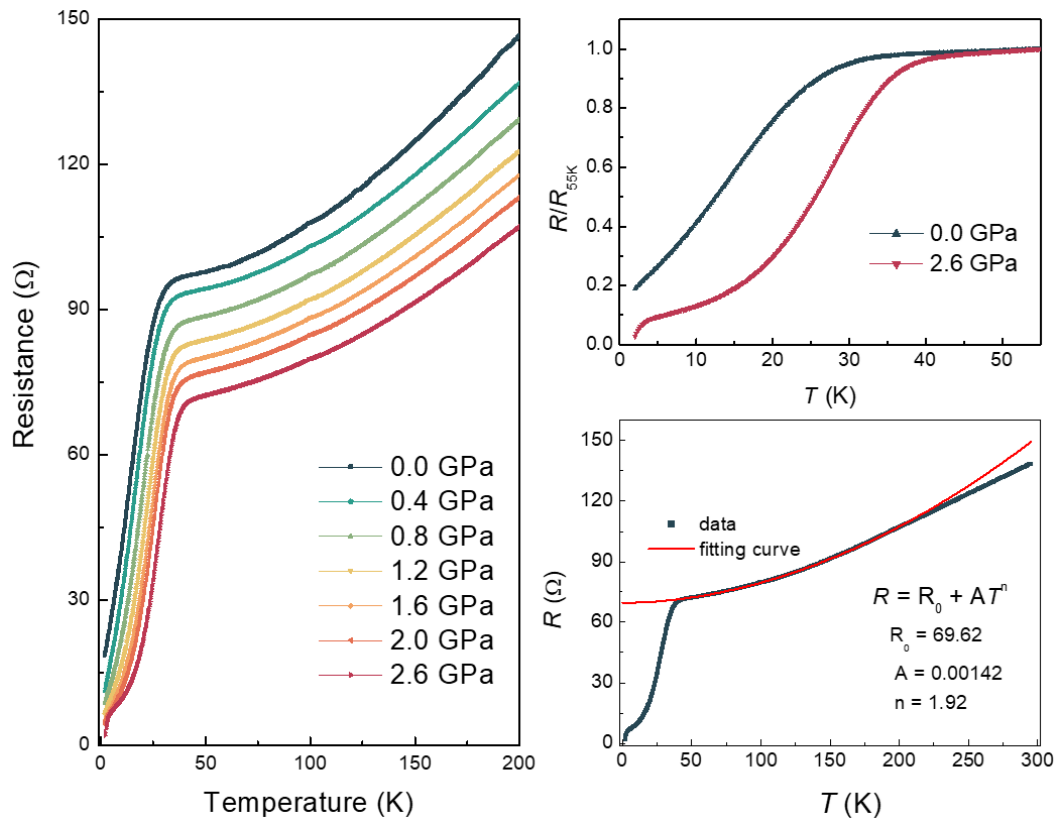 150
120
90
60
30
0
Resistance (Ω)
0.0 GPa
0.4 GPa
0.8 GPa
1.2 GPa
1.6 GPa
2.0 GPa
2.6 GPa
0 50 100 150 200
Temperature (K)
1.0
0.8
0.6
0.4
0.2
0.0
R/R55K
0.0 GPa
2.6 GPa
0 10 20 30 40 50
T (K)
150
120
90
60
30
0
R (Ω)
data
fitting curve
R = R0 + ATn
R0 = 69.62
A = 0.00142
n = 1.92
0 50 100 150 200 250 300
T (K)